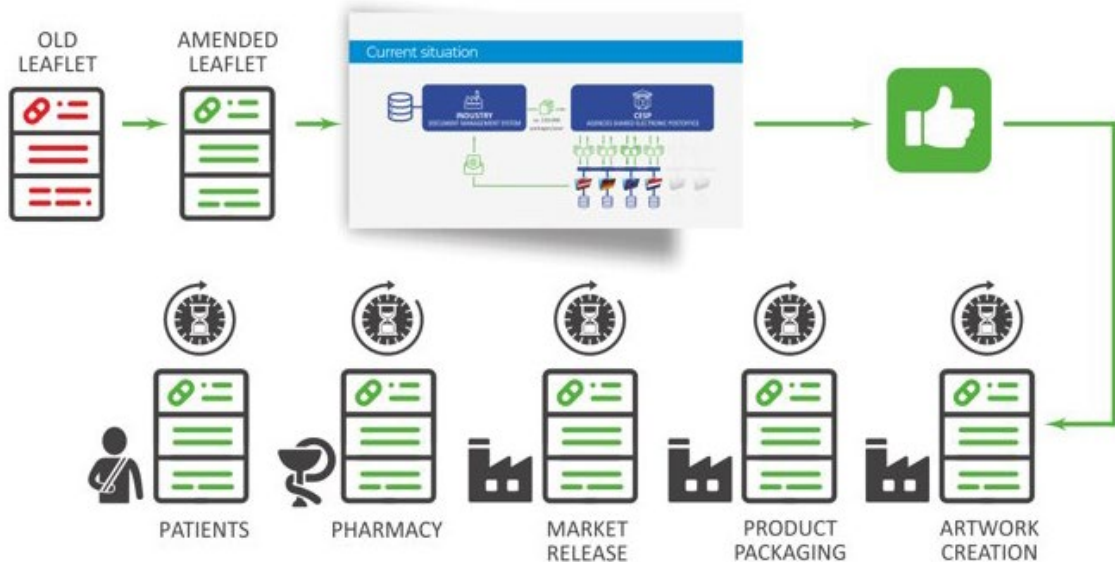 OLD
LEAFLET
AMENDED
LEAFLET
Current situation
INDUSTRY
DOCUMENT MANAGEMENT SYSTEM
CESP
AGENCIES SHARED ELECTRONIC POSTOFFICE
PATIENTS
PHARMACY
MARKET
RELEASE
PRODUCT
PACKAGING
ARTWORK
CREATION